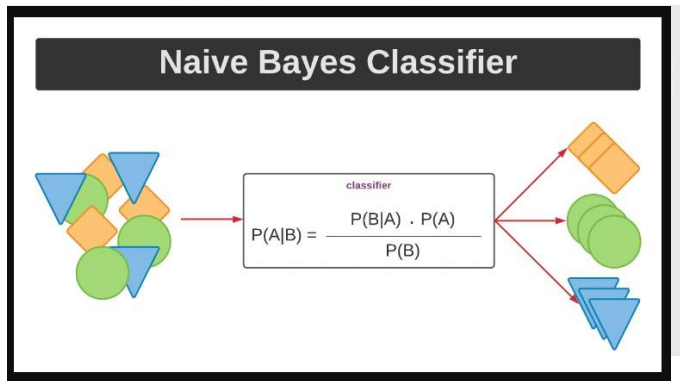 Naive Bayes Classifier
classifier
P(B|A) . P(A)
P(A|B) =
P(B)